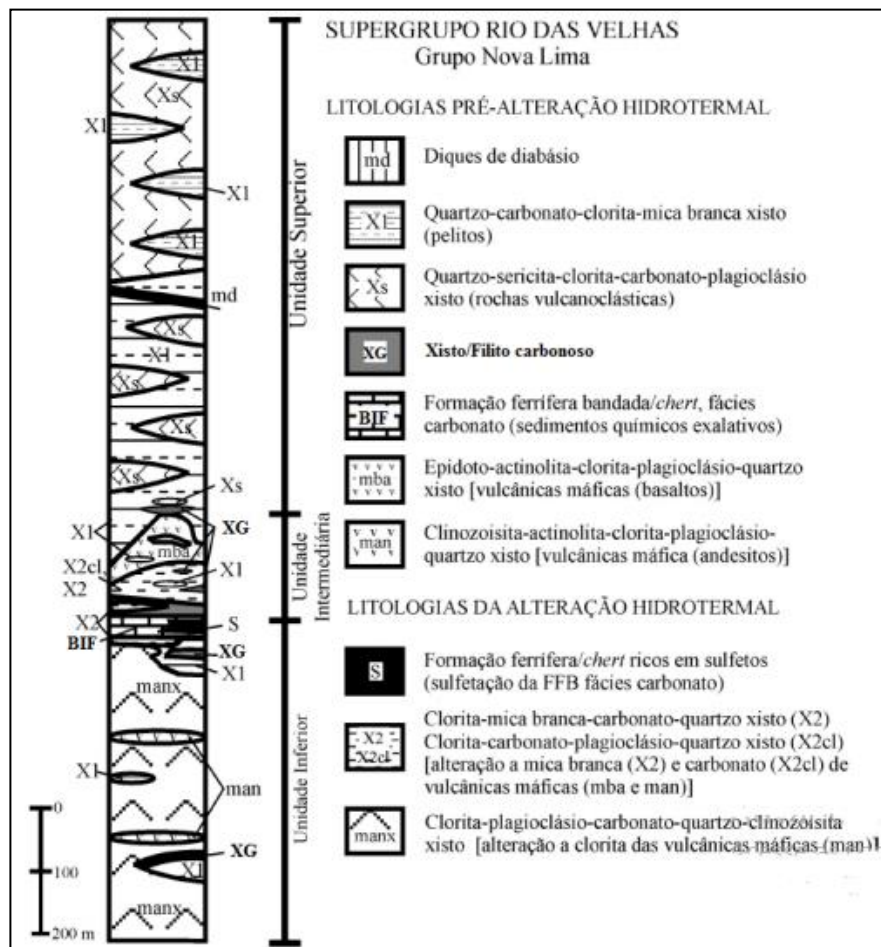 SUPERGRUPO RIO DAS VELHAS
Grupo Nova Lima
LITOLOGIAS PRÉ-ALTERAÇÃO HIDROTERMAL
md Diques de diabásio
X1 Quartzo-carbonato-clorita-mica branca xisto
(pelitos)
Xs Quartzo-sericita-clorita-carbonato-plagioclásio
xisto (rochas vulcanoclásticas)
XG Xisto/Filito carbonoso
BIF Formação ferrífera bandada/chert, fácies
carbonato (sedimentos químicos exalativos)
mba Epidoto-actinolita-clorita-plagioclásio-quartzo
xisto [vulcânicas máficas (basaltos)]
man Clinozoisita-actinolita-clorita-plagioclásio-
quartzo xisto [vulcânicas máfica (andesitos)]
LITOLOGIAS DA ALTERAÇÃO HIDROTERMAL
S Formação ferrífera/chert ricos em sulfetos
(sulfetação da FFB fácies carbonato)
X2 Clorita-mica branca-carbonato-quartzo xisto (X2)
X2cl Clorita-carbonato-plagioclásio-quartzo xisto (X2cl)
[alteração a mica branca (X2) e carbonato (X2cl) de
vulcânicas máficas (mba e man)]
manx Clorita-plagioclásio-carbonato-quartzo-clinozoisita
xisto [alteração a clorita das vulcânicas máficas (man)]
Unidade Superior
Unidade Intermediária
Unidade Inferior
X1
Xs
X1
X1
X1
md
Xs
X1
Xs
Xs
Xs
Xs
X1
XG
mba
X2cl
X1
X2
X2
S
BIF
XG
X1
manx
X1
man
XG
X1
manx
0
100
200 m